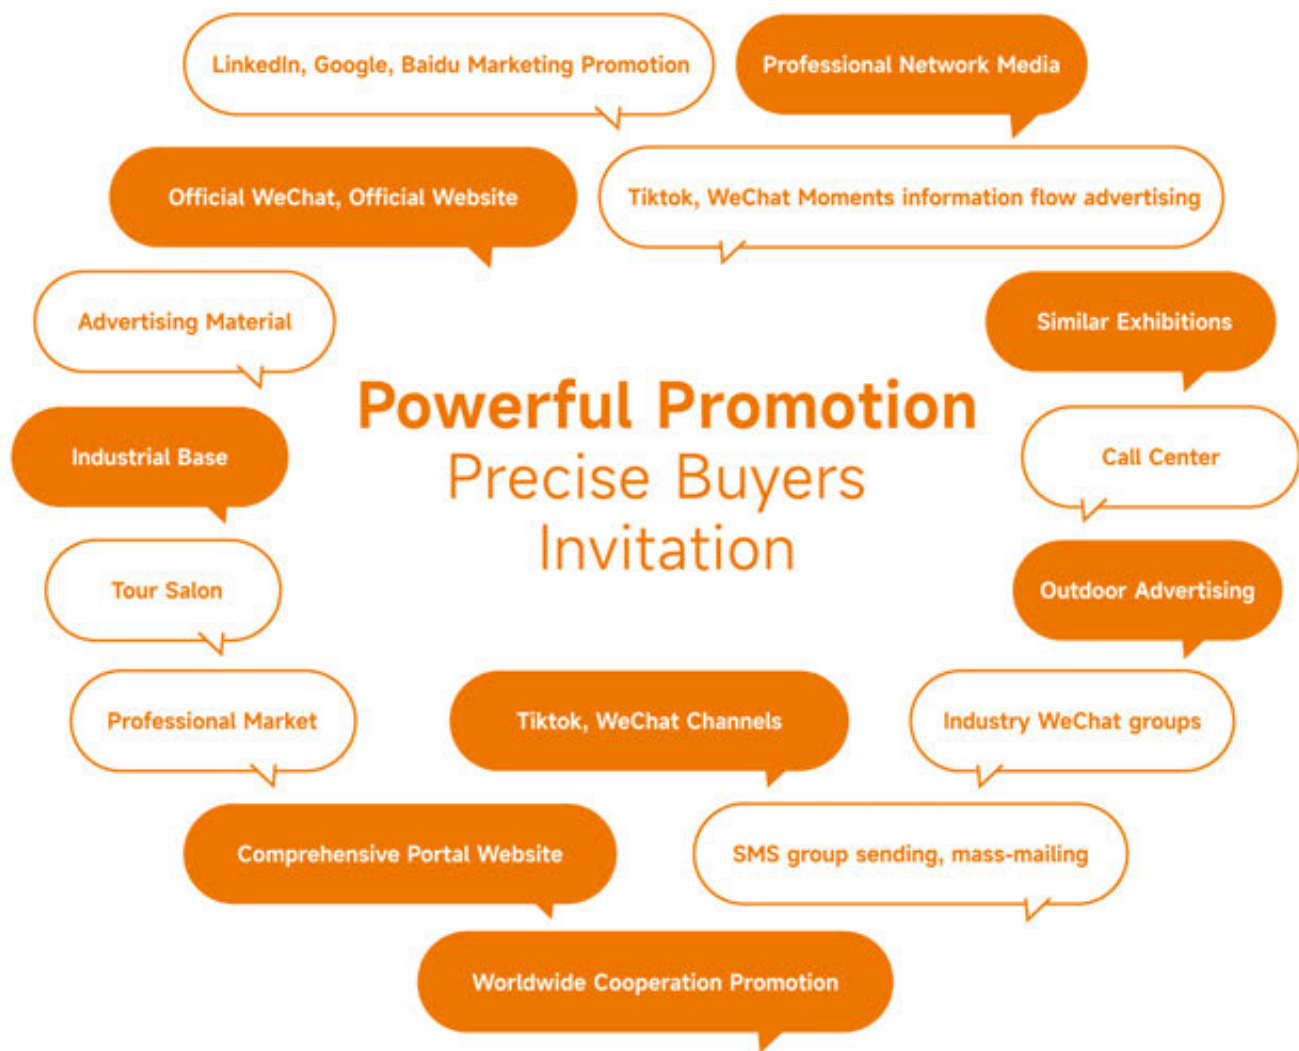 LinkedIn, Google, Baidu Marketing Promotion
Professional Network Media
Official WeChat, Official Website
Tiktok, WeChat Moments information flow advertising
Advertising Material
Similar Exhibitions
Powerful Promotion
Precise Buyers
Invitation
Industrial Base
Call Center
Tour Salon
Outdoor Advertising
Professional Market
Tiktok, WeChat Channels
Industry WeChat groups
Comprehensive Portal Website
SMS group sending, mass-mailing
Worldwide Cooperation Promotion